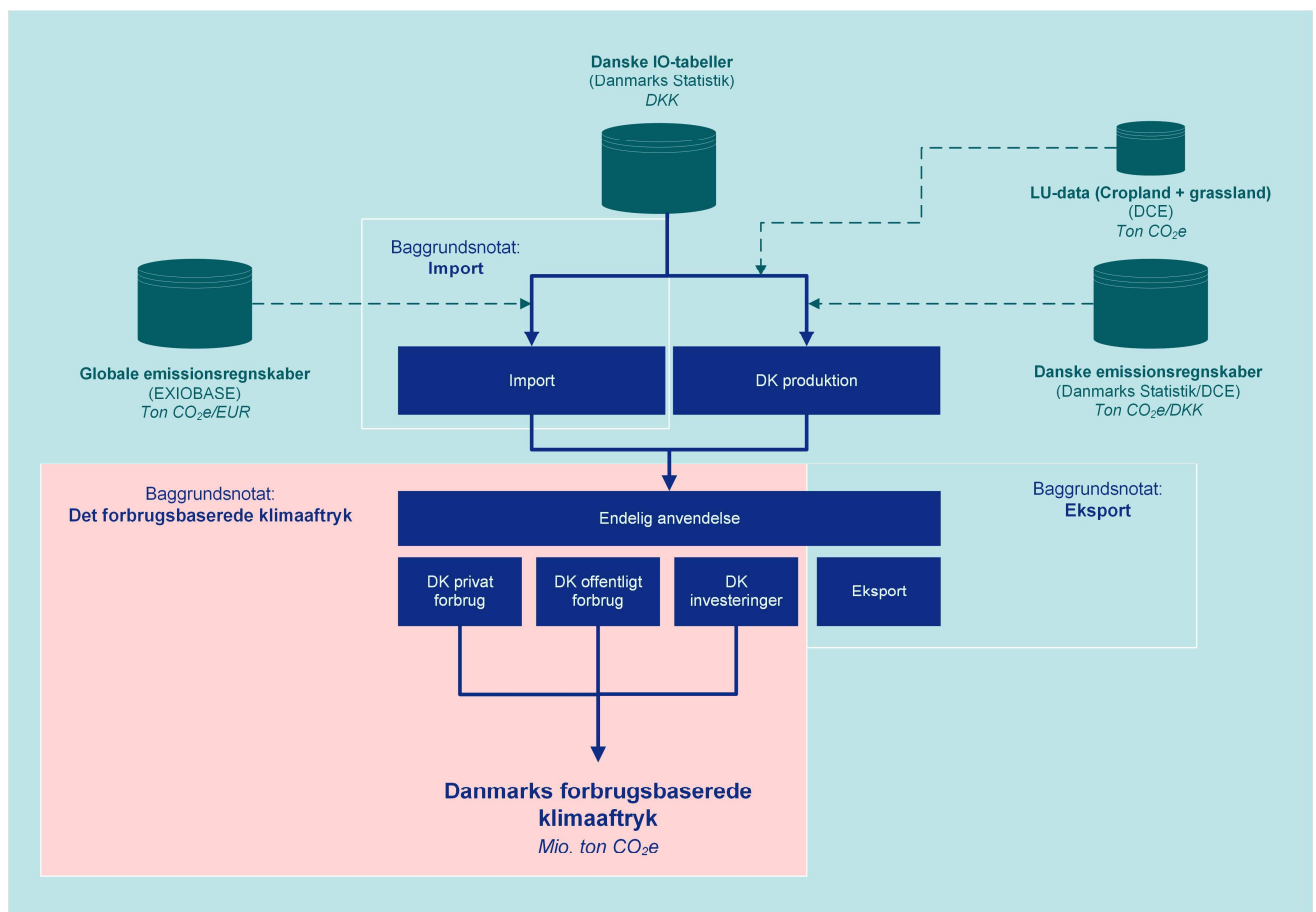 Danske IO-tabeller
(Danmarks Statistik)
DKK
LU-data (Cropland + grassland)
(DCE)
Ton CO₂e
Baggrundsnotat:
Import
Globale emissionsregnskaber
(EXIOBASE)
Ton CO₂e/EUR
Import
DK produktion
Danske emissionsregnskaber
(Danmarks Statistik/DCE)
Ton CO₂e/DKK
Baggrundsnotat:
Det forbrugsbaserede klimaaftryk
Endelig anvendelse
Baggrundsnotat:
Eksport
DK privat
forbrug
DK offentligt
forbrug
DK
investeringer
Eksport
Danmarks forbrugsbaserede
klimaaftryk
Mio. ton CO₂e